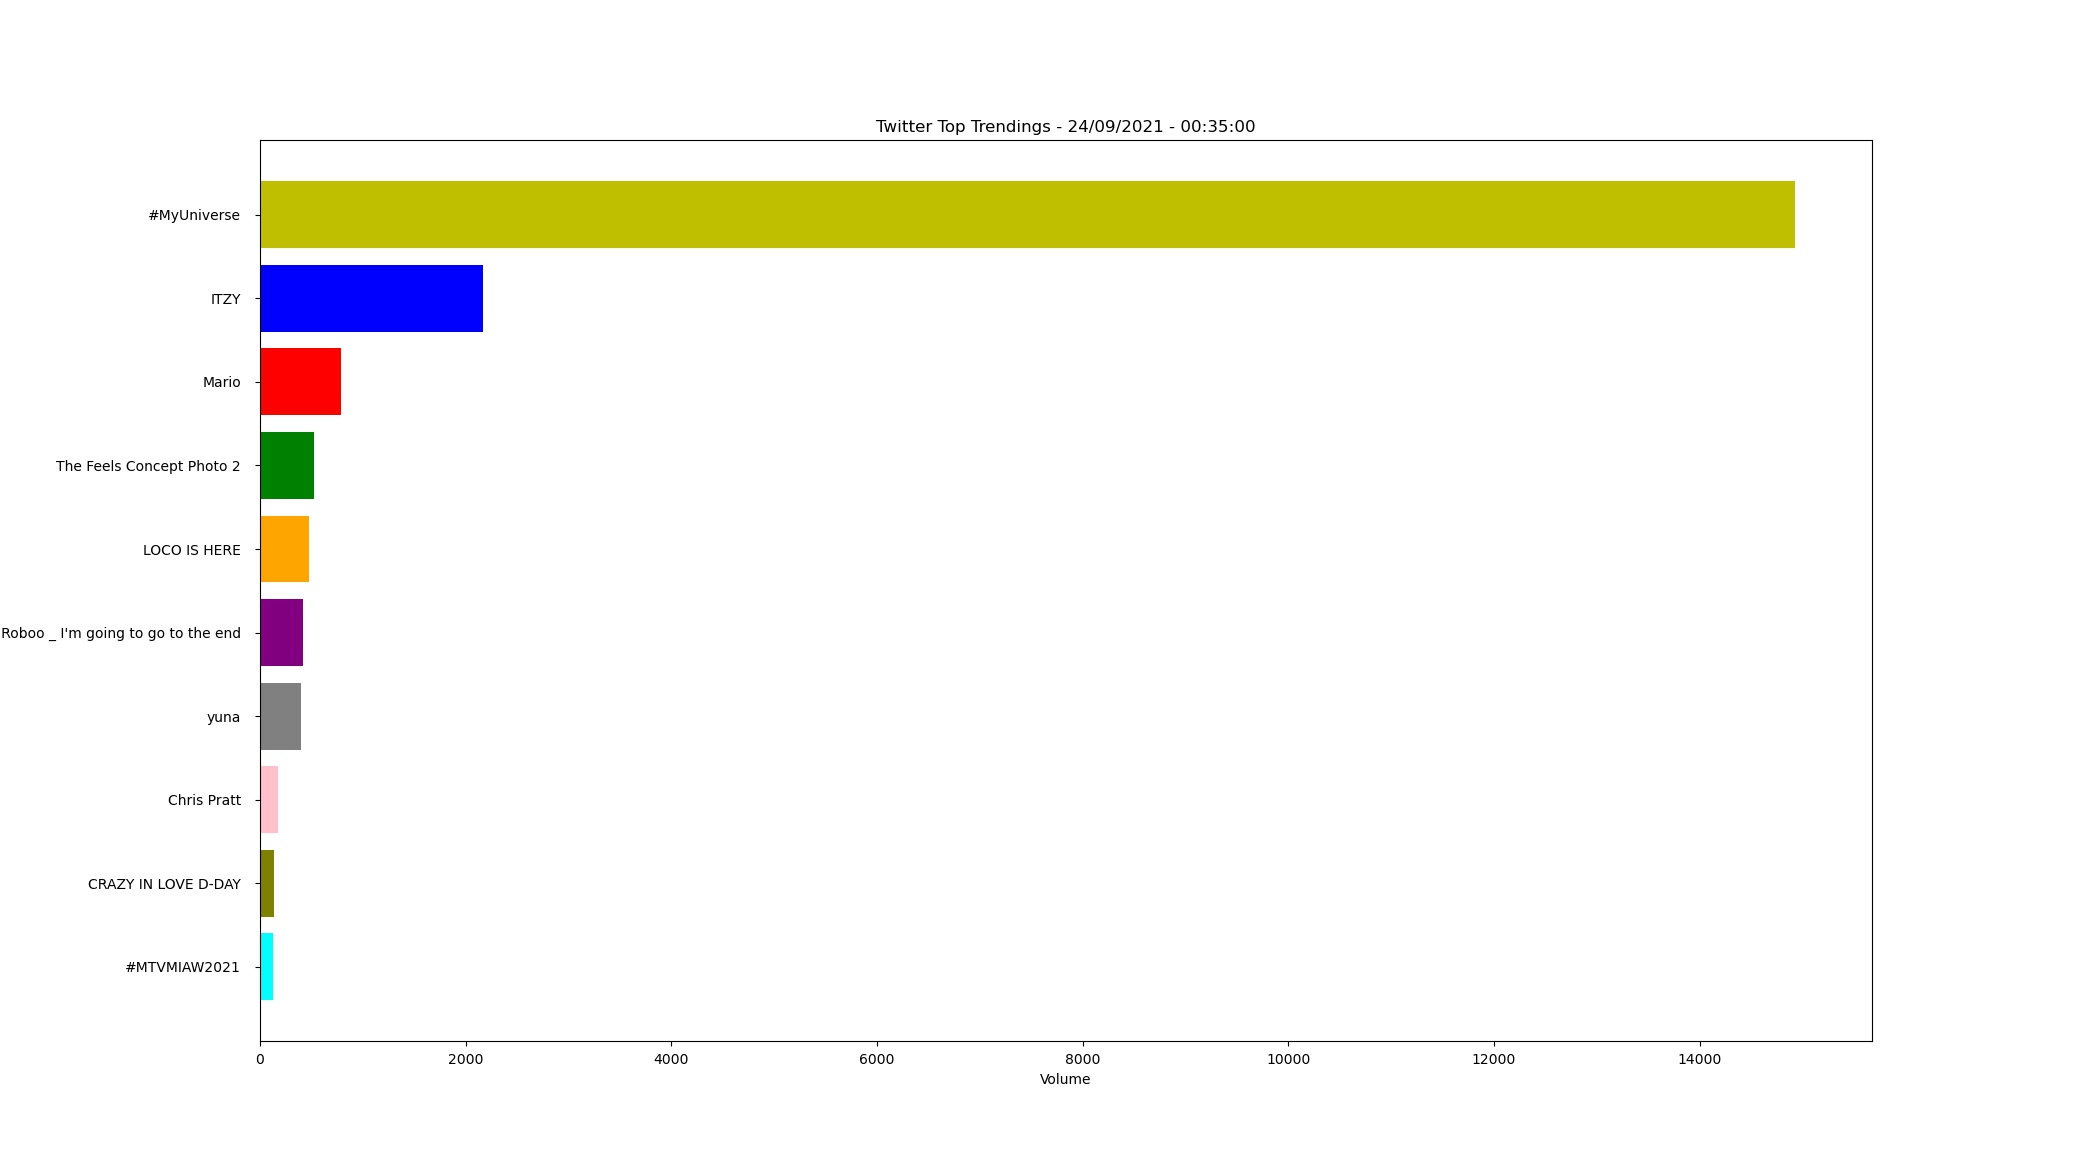 Twitter Top Trendings - 24/09/2021 - 00:35:00
#MyUniverse
ITZY
Mario
The Feels Concept Photo 2
LOCO IS HERE
Roboo _ I'm going to go to the end
yuna
Chris Pratt
CRAZY IN LOVE D-DAY
#MTVMIAW2021
0 2000 4000 6000 8000 10000 12000 14000
Volume